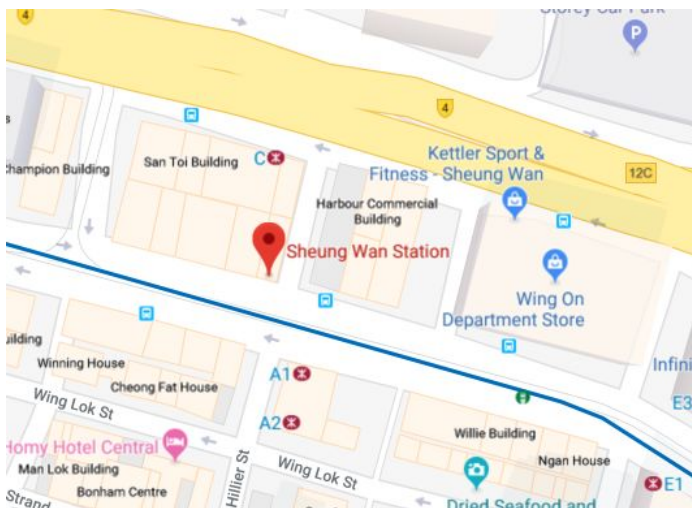 4
Storey Car Park
P
4
Kettler Sport &
Fitness - Sheung Wan
12C
San Toi Building
C
Champion Building
Harbour Commercial
Building
Sheung Wan Station
Wing On
Department Store
uilding
Winning House
A1
Infini
Cheong Fat House
E3
Wing Lok St
A2
Willie Building
Homy Hotel Central
Hillier St
Ngan House
Man Lok Building
Wing Lok St
E1
Bonham Centre
Strand
Dried Seafood and